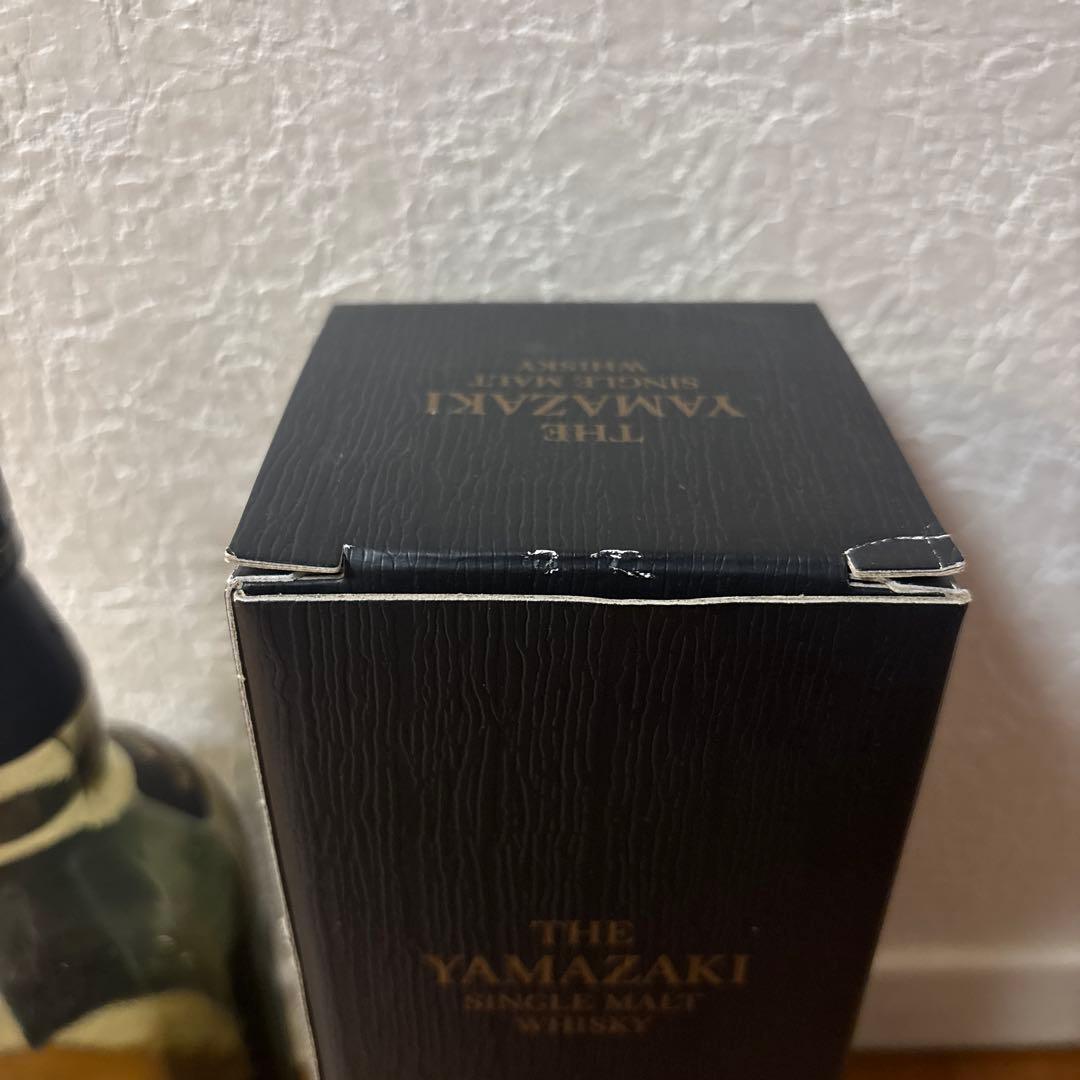 THE
YAMAZAKI
SINGLE MALT
WHISKY
THE
YAMAZAKI
SINGLE MALT
WHISKY